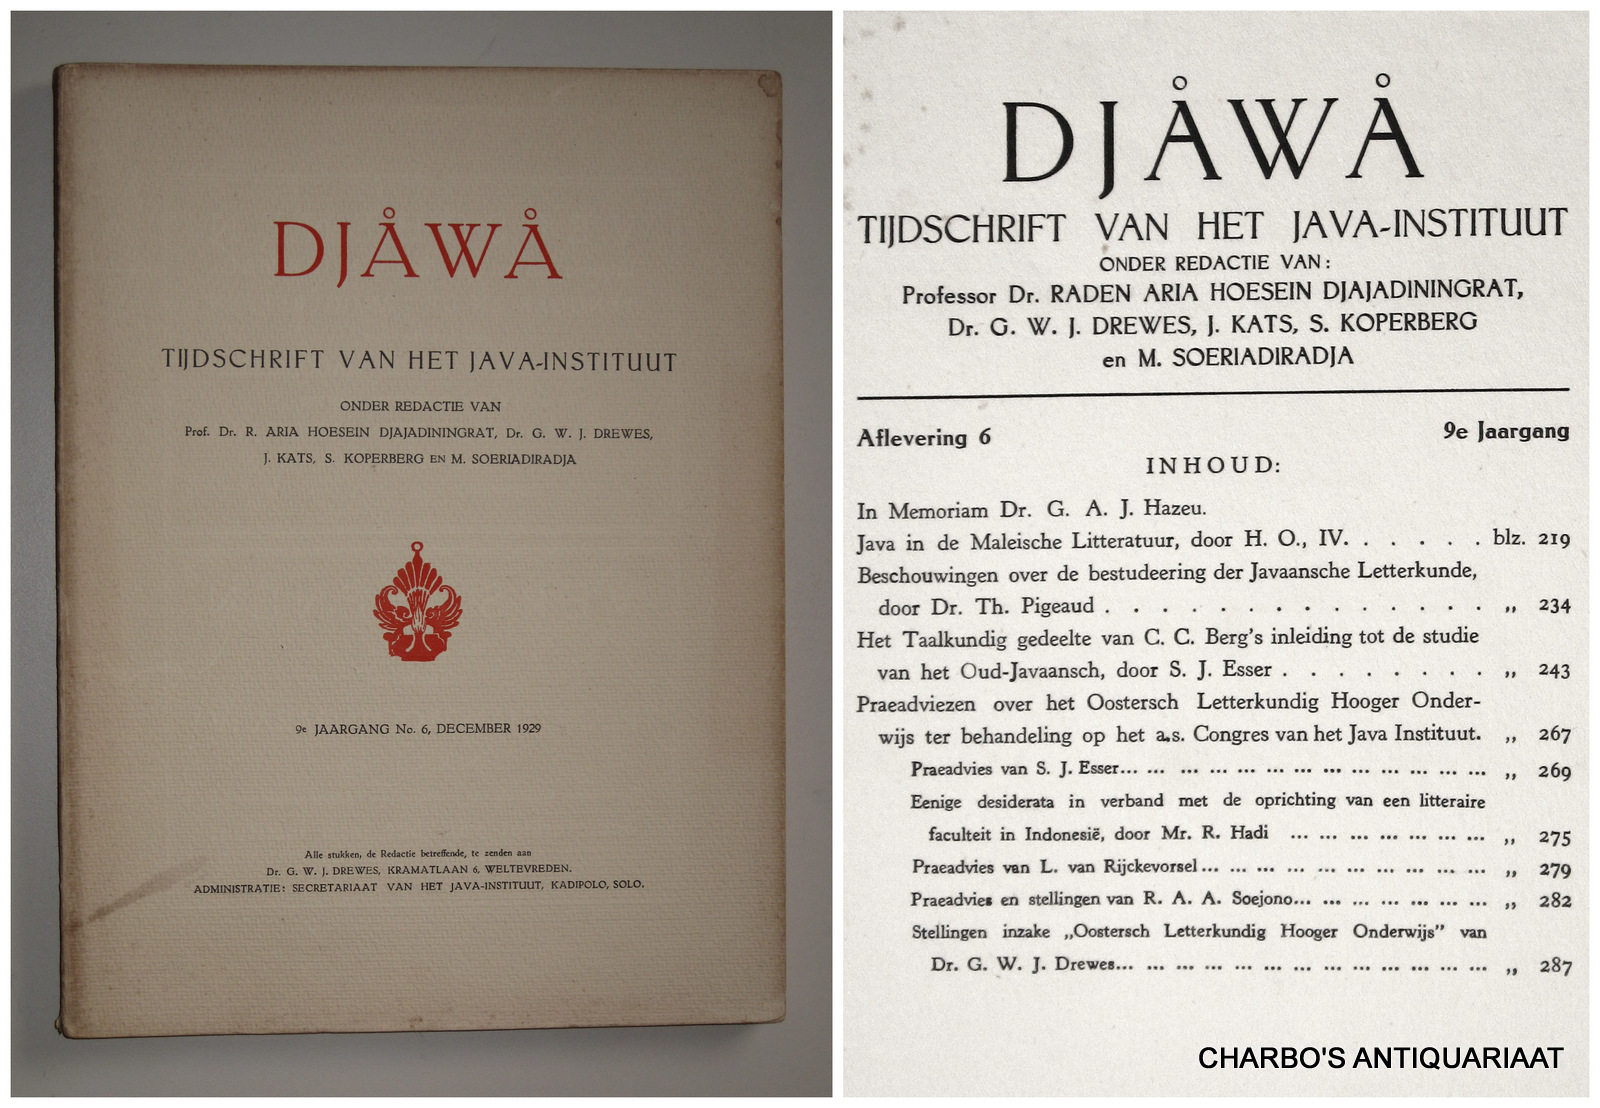 DJÅWÅ
TIJDSCHRIFT VAN HET JAVA-INSTITUUT
ONDER REDACTIE VAN
Prof. Dr. R. ARIA HOESEIN DJAJADININGRAT, Dr. G. W. J. DREWES,
J. KATS, S. KOPERBERG EN M. SOERIADIRADJA
9e JAARGANG No. 6, DECEMBER 1929
Alle stukken, de Redactie betreffende, te zenden aan
Dr. G. W. J. DREWES, KRAMATLAAN 6, WELTEVREDEN.
ADMINISTRATIE: SECRETARIAAT VAN HET JAVA-INSTITUUT, KADIPOLO, SOLO.
DJÅWÅ
TIJDSCHRIFT VAN HET JAVA-INSTITUUT
ONDER REDACTIE VAN:
Professor Dr. RADEN ARIA HOESEIN DJAJADININGRAT,
Dr. G. W. J. DREWES, J. KATS, S. KOPERBERG
en M. SOERIADIRADJA
Aflevering 6 9e Jaargang
INHOUD:
In Memoriam Dr. G. A. J. Hazeu.
Java in de Maleische Litteratuur, door H. O., IV. . . . . . blz. 219
Beschouwingen over de bestudeering der Javaansche Letterkunde,
door Dr. Th. Pigeaud . . . . . . . . . . . . . . ,, 234
Het Taalkundig gedeelte van C. C. Berg's inleiding tot de studie
van het Oud-Javaansch, door S. J. Esser . . . . . . . . ,, 243
Praeadviezen over het Oostersch Letterkundig Hooger Onder-
wijs ter behandeling op het a.s. Congres van het Java Instituut. ,, 267
Praeadvies van S. J. Esser... ... ... ... ... ... ... ... ... ... ... ... ,, 269
Eenige desiderata in verband met de oprichting van een litteraire
faculteit in Indonesië, door Mr. R. Hadi ... ... ... ... ... ... ... ,, 275
Praeadvies van L. van Rijckevorsel... ... ... ... ... ... ... ... ... ... ,, 279
Praeadvies en stellingen van R. A. A. Soejono... ... ... ... ... ... ... ,, 282
Stellingen inzake „Oostersch Letterkundig Hooger Onderwijs” van
Dr. G. W. J. Drewes... ... ... ... ... ... ... ... ... ... ... ... ... ,, 287
CHARBO'S ANTIQUARIAAT